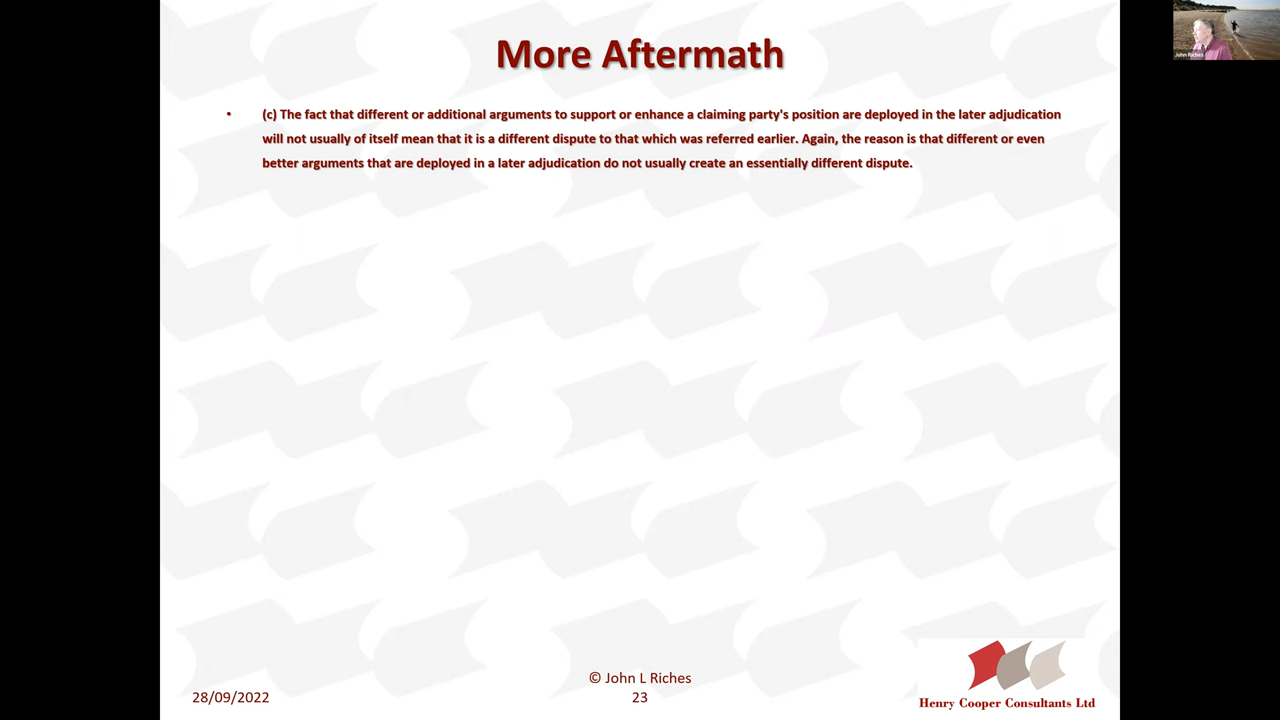 More Aftermath
• (c) The fact that different or additional arguments to support or enhance a claiming party's position are deployed in the later adjudication
will not usually of itself mean that it is a different dispute to that which was referred earlier. Again, the reason is that different or even
better arguments that are deployed in a later adjudication do not usually create an essentially different dispute.
John Riches
© John L Riches
28/09/2022
23
Henry Cooper Consultants Ltd